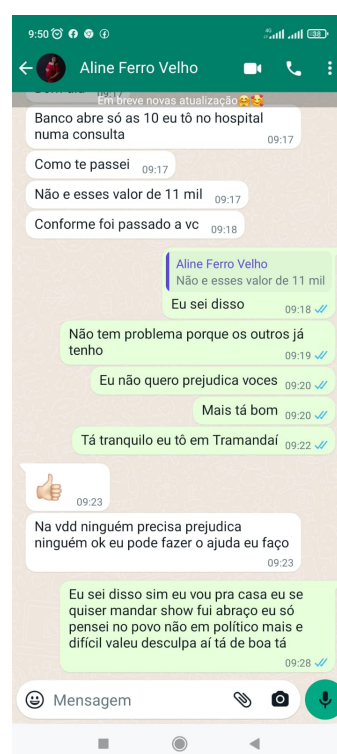 9:50
4G
38
Aline Ferro Velho
09:17
Em breve novas atualização
Banco abre só as 10 eu tô no hospital
numa consulta
09:17
Como te passei 09:17
Não e esses valor de 11 mil 09:17
Conforme foi passado a vc 09:18
Aline Ferro Velho
Não e esses valor de 11 mil
Eu sei disso 09:18
Não tem problema porque os outros já
tenho 09:19
Eu não quero prejudica voces 09:20
Mais tá bom 09:20
Tá tranquilo eu tô em Tramandaí 09:22
09:23
Na vdd ninguém precisa prejudica
ninguém ok eu pode fazer o ajuda eu faço
09:23
Eu sei disso sim eu vou pra casa eu se
quiser mandar show fui abraço eu só
pensei no povo não em político mais e
difícil valeu desculpa aí tá de boa tá
09:28
Mensagem